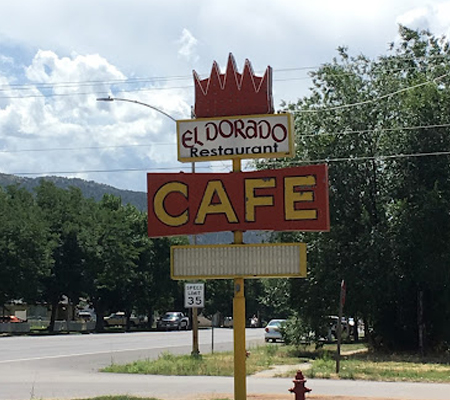 EL DORADO
Restaurant
CAFE
SPEED
LIMIT
35